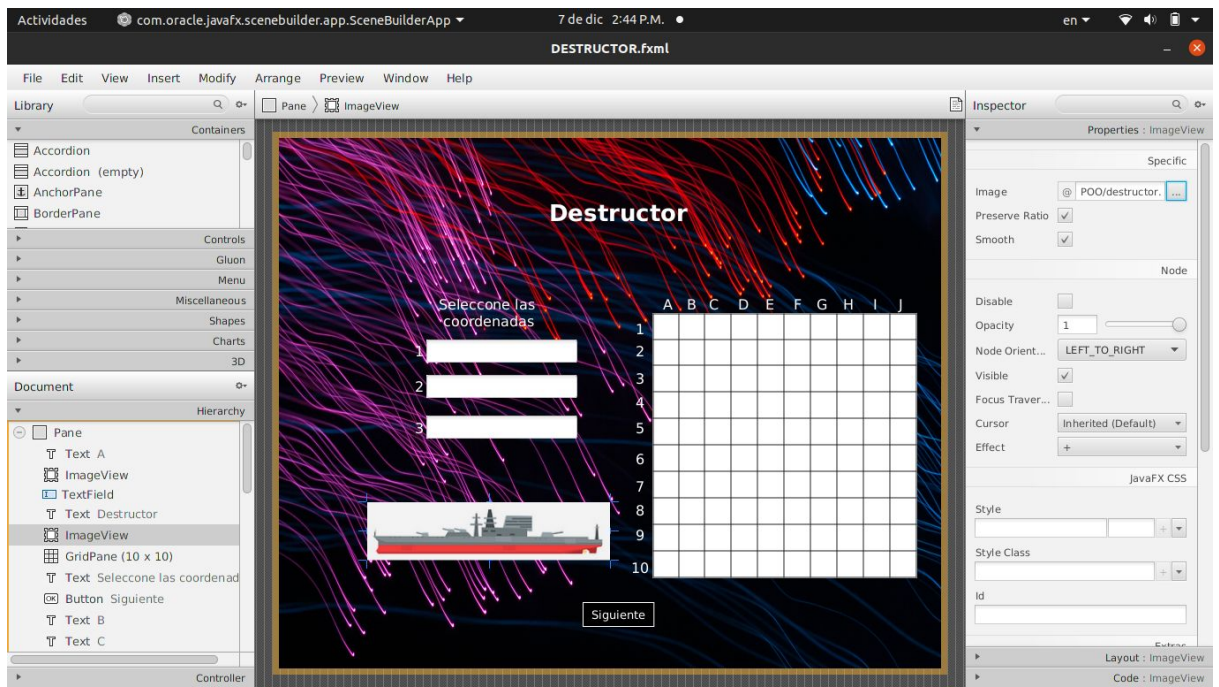 Actividades com.oracle.javafx.scenebuilder.app.SceneBuilderApp 7 de dic 2:44 P.M. en
DESTRUCTOR.fxml
File Edit View Insert Modify Arrange Preview Window Help
Library
Containers
Accordion
Accordion (empty)
AnchorPane
BorderPane
Controls
Gluon
Menu
Miscellaneous
Shapes
Charts
3D
Document
Hierarchy
Pane
Text A
ImageView
TextField
Text Destructor
ImageView
GridPane (10 x 10)
Text Seleccone las coordenad
OK Button Siguiente
Text B
Text C
Controller
Pane ImageView
Destructor
Seleccone las
coordenadas
1
2
3
A B C D E F G H I J
1
2
3
4
5
6
7
8
9
10
Siguiente
Inspector
Properties : ImageView
Specific
Image @ POO/destructor. ...
Preserve Ratio
Smooth
Node
Disable
Opacity 1
Node Orient... LEFT_TO_RIGHT
Visible
Focus Traver...
Cursor Inherited (Default)
Effect +
JavaFX CSS
Style
+
Style Class
+
Id
Extras
Layout : ImageView
Code : ImageView